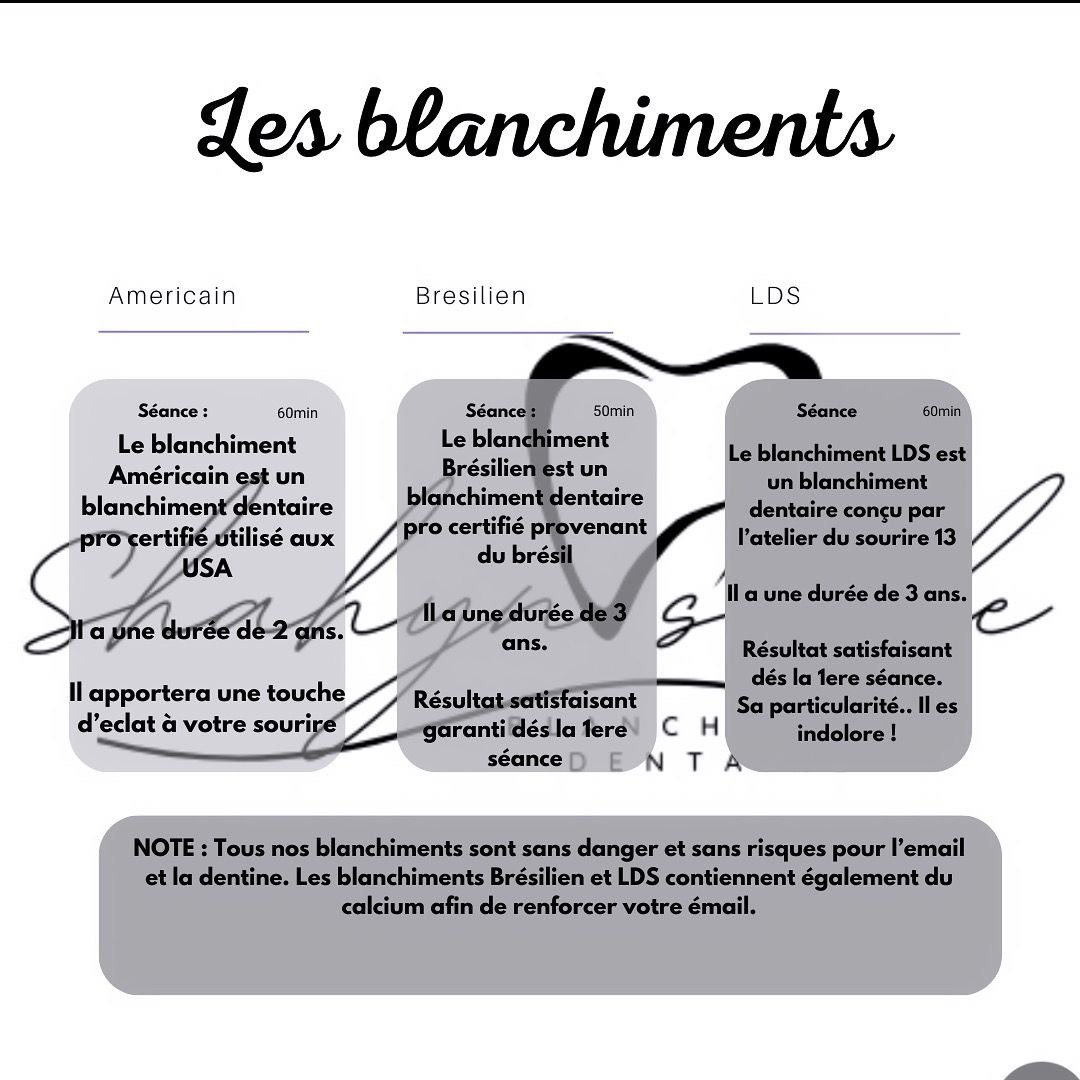 Les blanchiments
Americain
Bresilien
LDS
Séance :
60min
Le blanchiment
Américain est un
blanchiment dentaire
pro certifié utilisé aux
USA
Il a une durée de 2 ans.
Il apportera une touche
d’eclat à votre sourire
Séance :
50min
Le blanchiment
Brésilien est un
blanchiment dentaire
pro certifié provenant
du brésil
Il a une durée de 3
ans.
Résultat satisfaisant
garanti dés la 1ere
séance
Séance
60min
Le blanchiment LDS est
un blanchiment
dentaire conçu par
l’atelier du sourire 13
Il a une durée de 3 ans.
Résultat satisfaisant
dés la 1ere séance.
Sa particularité.. Il es
indolore !
NOTE : Tous nos blanchiments sont sans danger et sans risques pour l’email
et la dentine. Les blanchiments Brésilien et LDS contiennent également du
calcium afin de renforcer votre émail.